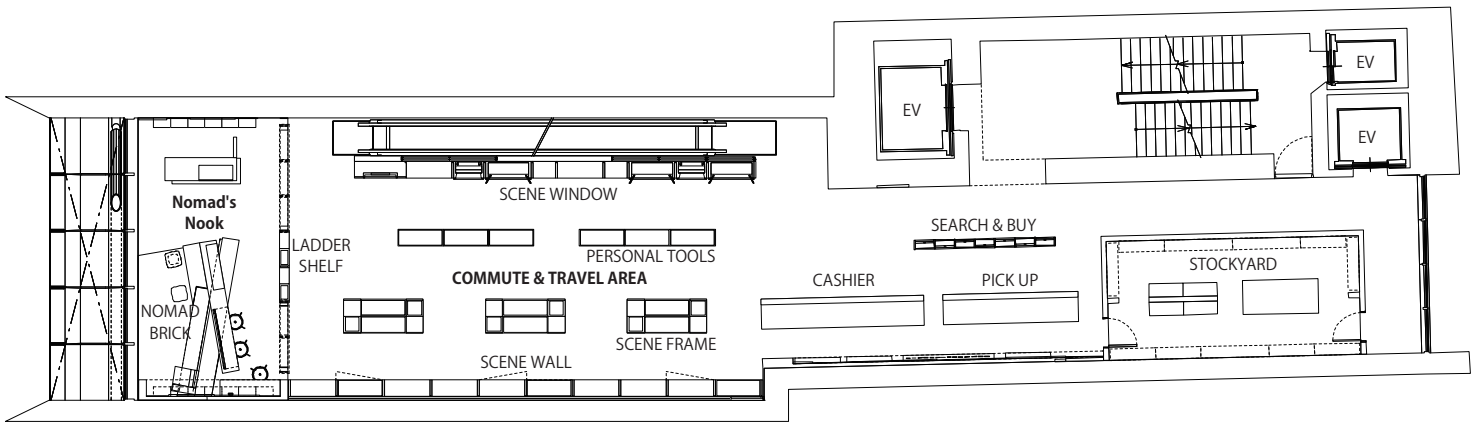 EV
EV
EV
SCENE WINDOW
Nomad's
Nook
SEARCH & BUY
LADDER
SHELF
PERSONAL TOOLS
COMMUTE & TRAVEL AREA
STOCKYARD
CASHIER
PICK UP
NOMAD
BRICK
SCENE FRAME
SCENE WALL